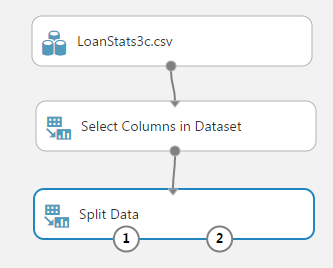 LoanStats3c.csv
Select Columns in Dataset
Split Data
1 2